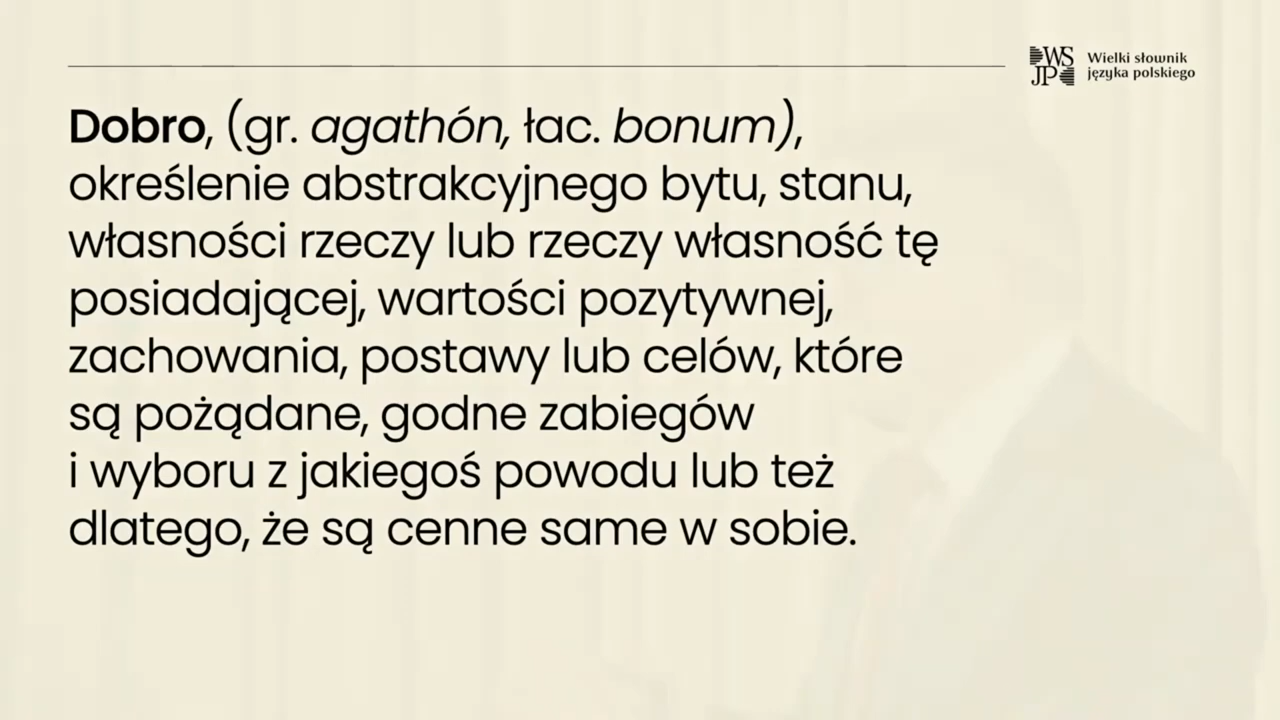 WS
JP
Wielki słownik
języka polskiego
Dobro, (gr. agathón, łac. bonum),
określenie abstrakcyjnego bytu, stanu,
własności rzeczy lub rzeczy własność tę
posiadającej, wartości pozytywnej,
zachowania, postawy lub celów, które
są pożądane, godne zabiegów
i wyboru z jakiegoś powodu lub też
dlatego, że są cenne same w sobie.